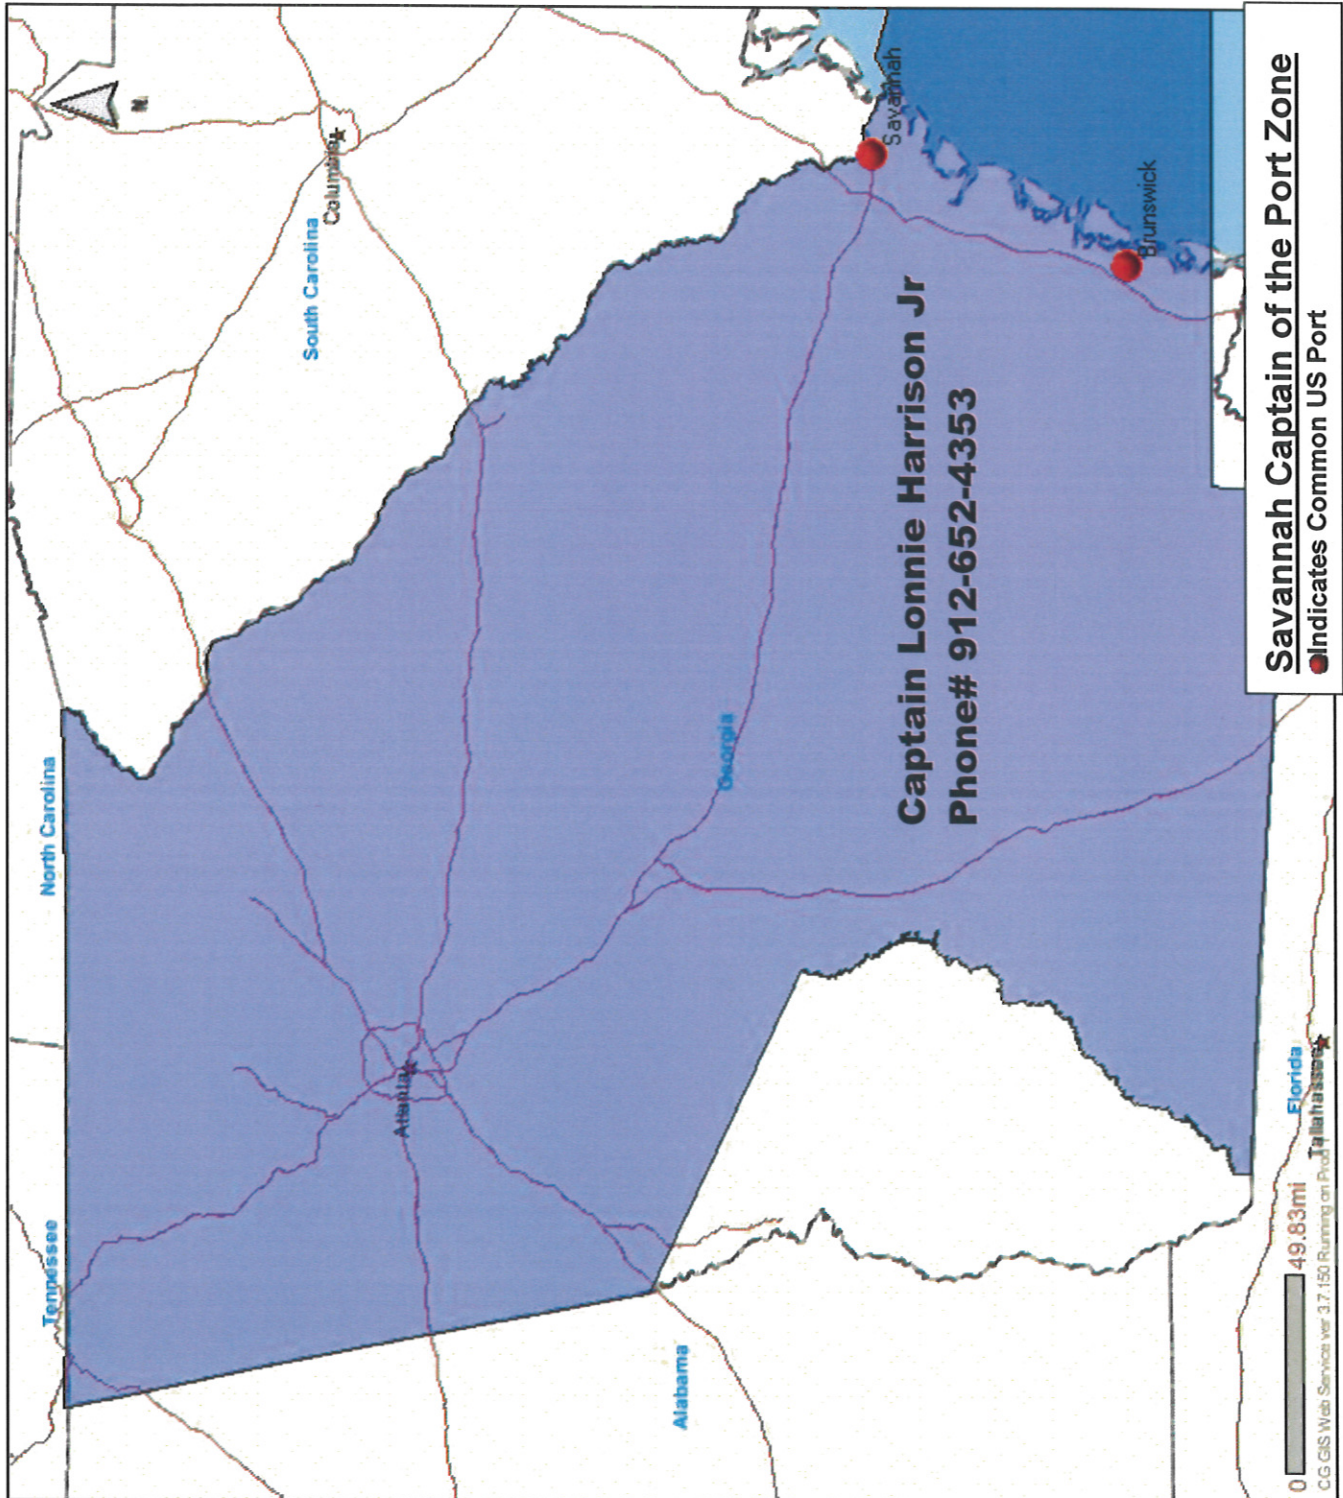 Tennessee
North Carolina
N
South Carolina
Columbia
Atlanta
Georgia
Savannah
Captain Lonnie Harrison Jr
Phone# 912-652-4353
Brunswick
Alabama
Florida
Tallahassee
0 49.83mi
CG GIS Web Service ver 3.7.150 Running on Prod
Savannah Captain of the Port Zone
Indicates Common US Port